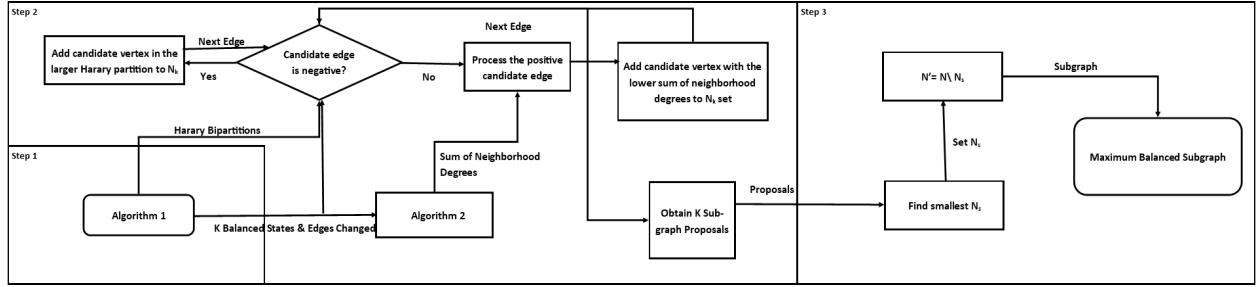 Step 2
Add candidate vertex in the
larger Harary partition to Nk
Next Edge
Yes
Candidate edge
is negative?
No
Next Edge
Process the positive
candidate edge
Add candidate vertex with the
lower sum of neighborhood
degrees to Nk set
Harary Bipartitions
Step 1
Algorithm 1
K Balanced States & Edges Changed
Sum of Neighborhood
Degrees
Algorithm 2
Obtain K Sub-
graph Proposals
Proposals
Step 3
N'= N\ Ns
Subgraph
Set Ns
Find smallest Ns
Maximum Balanced Subgraph